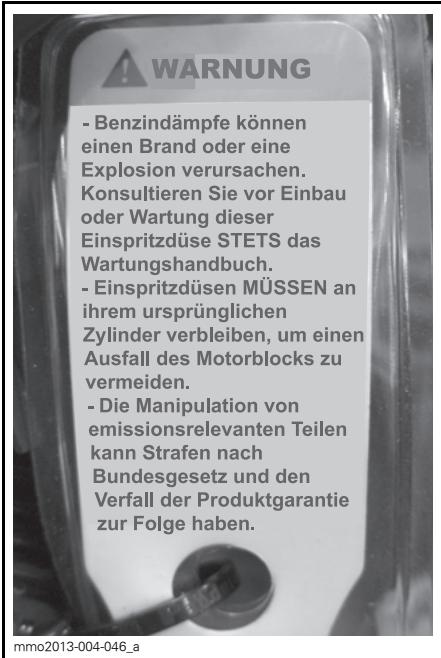 WARNUNG
- Benzindämpfe können
einen Brand oder eine
Explosion verursachen.
Konsultieren Sie vor Einbau
oder Wartung dieser
Einspritzdüse STETS das
Wartungshandbuch.
- Einspritzdüsen MÜSSEN an
ihrem ursprünglichen
Zylinder verbleiben, um einen
Ausfall des Motorblocks zu
vermeiden.
- Die Manipulation von
emissionsrelevanten Teilen
kann Strafen nach
Bundesgesetz und den
Verfall der Produktgarantie
zur Folge haben.
mmo2013-004-046_a